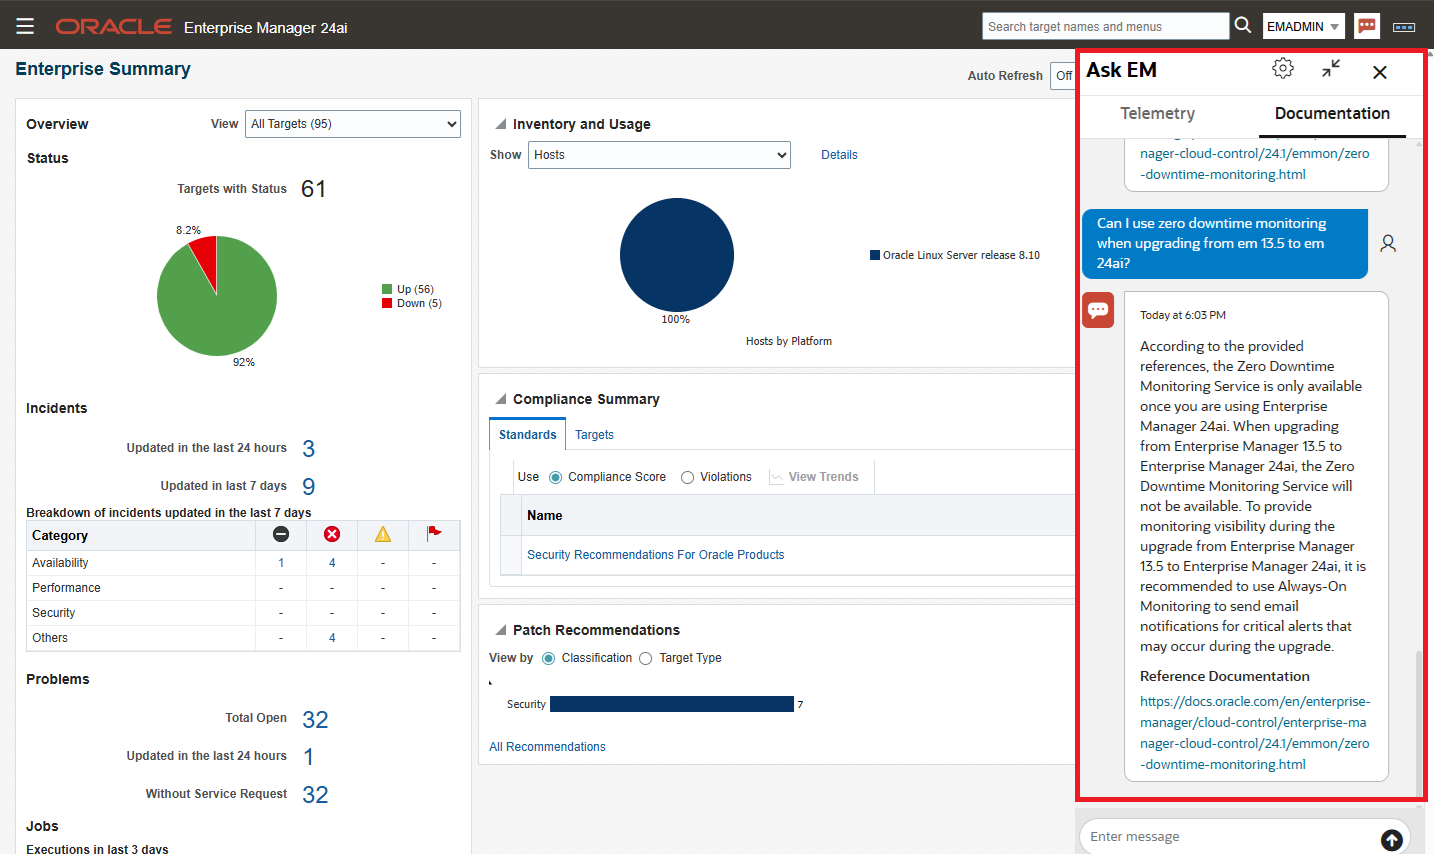 ORACLE Enterprise Manager 24ai
Search target names and menus
EMADMIN
Enterprise Summary
Auto Refresh Off
Overview
View All Targets (95)
Status
Targets with Status 61
8.2%
92%
Up (56)
Down (5)
Incidents
Updated in the last 24 hours 3
Updated in last 7 days 9
Breakdown of incidents updated in the last 7 days
Category
Availability 1 4 - -
Performance - - - -
Security - - - -
Others - 4 - -
Problems
Total Open 32
Updated in the last 24 hours 1
Without Service Request 32
Jobs
Executions in last 3 days
Inventory and Usage
Show Hosts Details
Oracle Linux Server release 8.10
100%
Hosts by Platform
Compliance Summary
Standards Targets
Use Compliance Score Violations View Trends
Name
Security Recommendations For Oracle Products
Patch Recommendations
View by Classification Target Type
Security 7
All Recommendations
Ask EM
Telemetry Documentation
nager-cloud-control/24.1/emmon/zero
-downtime-monitoring.html
Can I use zero downtime monitoring
when upgrading from em 13.5 to em
24ai?
Today at 6:03 PM
According to the provided
references, the Zero Downtime
Monitoring Service is only available
once you are using Enterprise
Manager 24ai. When upgrading
from Enterprise Manager 13.5 to
Enterprise Manager 24ai, the Zero
Downtime Monitoring Service will
not be available. To provide
monitoring visibility during the
upgrade from Enterprise Manager
13.5 to Enterprise Manager 24ai, it is
recommended to use Always-On
Monitoring to send email
notifications for critical alerts that
may occur during the upgrade.
Reference Documentation
https://docs.oracle.com/en/enterprise-
manager/cloud-control/enterprise-ma
nager-cloud-control/24.1/emmon/zero
-downtime-monitoring.html
Enter message